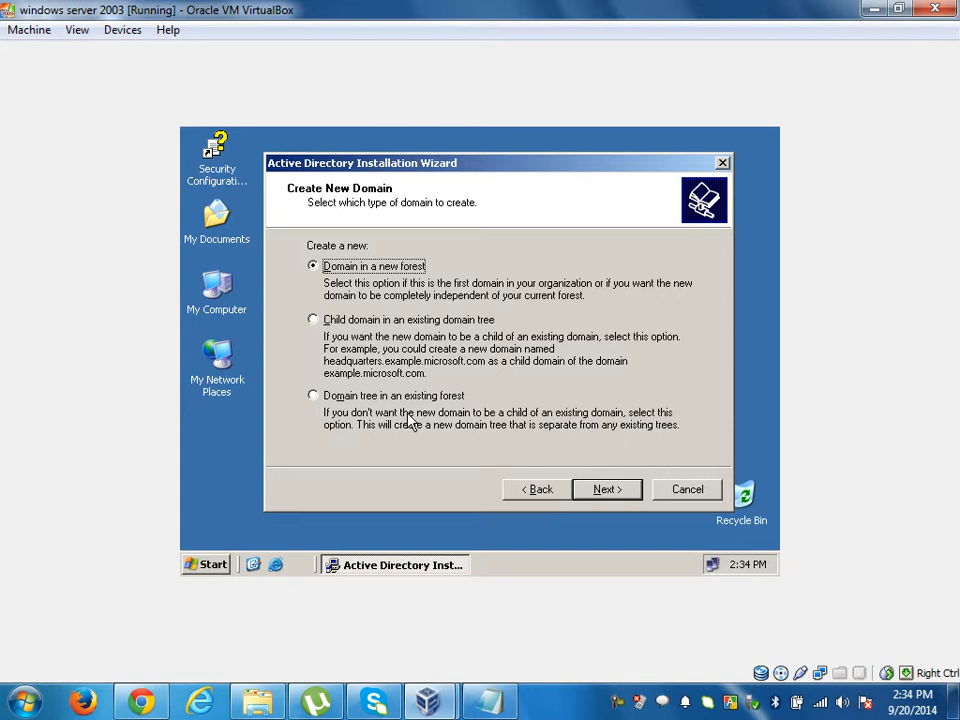 windows server 2003 [Running] - Oracle VM VirtualBox
Machine View Devices Help
Security
Configurati...
My Documents
My Computer
My Network
Places
Active Directory Installation Wizard
Create New Domain
Select which type of domain to create.
Create a new:
Domain in a new forest
Select this option if this is the first domain in your organization or if you want the new
domain to be completely independent of your current forest.
Child domain in an existing domain tree
If you want the new domain to be a child of an existing domain, select this option.
For example, you could create a new domain named
headquarters.example.microsoft.com as a child domain of the domain
example.microsoft.com.
Domain tree in an existing forest
If you don't want the new domain to be a child of an existing domain, select this
option. This will create a new domain tree that is separate from any existing trees.
< Back Next > Cancel
Recycle Bin
Start Active Directory Inst... 2:34 PM
Right Ctrl
2:34 PM
9/20/2014